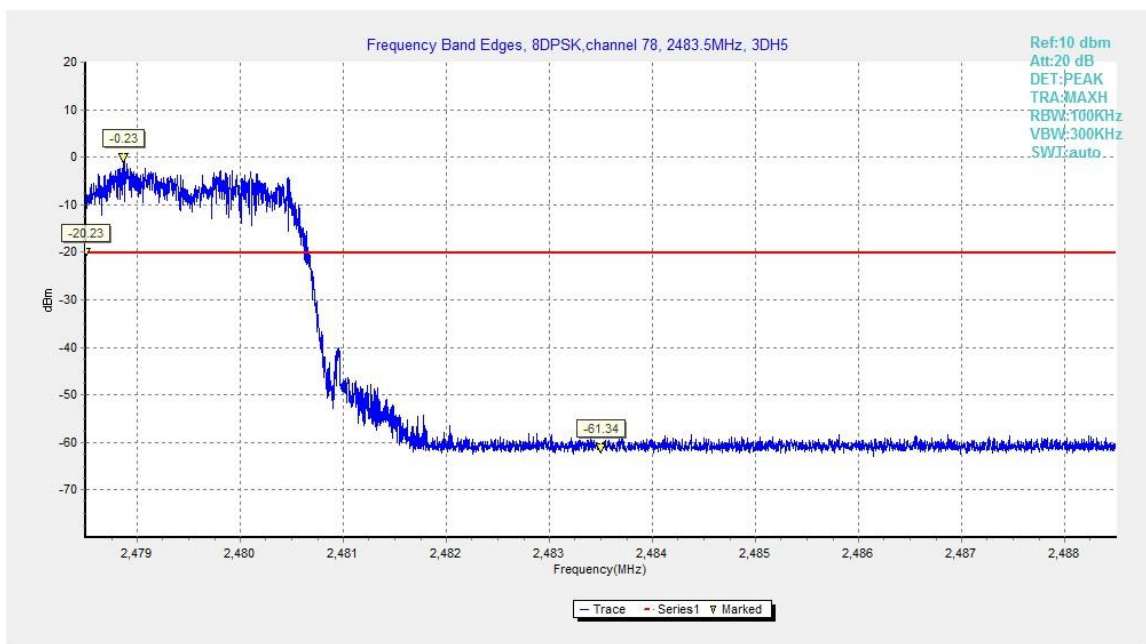 Frequency Band Edges, 8DPSK,channel 78, 2483.5MHz, 3DH5
Ref:10 dbm
Att:20 dB
DET:PEAK
TRA:MAXH
RBW:100KHz
VBW:300KHz
SWT:auto
20
10
0
-10
-20
-30
-40
-50
-60
-70
dBm
-0.23
-20.23
-61.34
2,479 2,480 2,481 2,482 2,483 2,484 2,485 2,486 2,487 2,488
Frequency(MHz)
Trace Series1 Marked